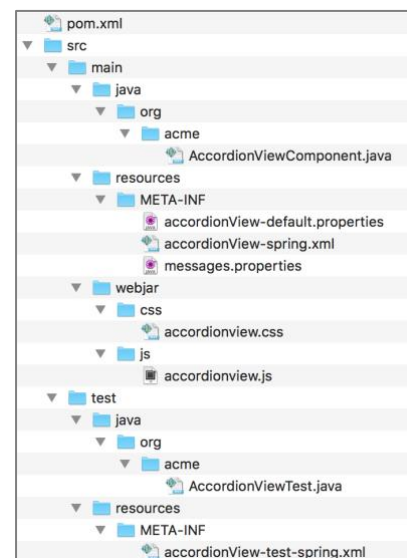 pom.xml
src
main
java
org
acme
AccordionViewComponent.java
resources
META-INF
accordionView-default.properties
accordionView-spring.xml
messages.properties
webjar
css
accordionview.css
js
accordionview.js
test
java
org
acme
AccordionViewTest.java
resources
META-INF
accordionView-test-spring.xml